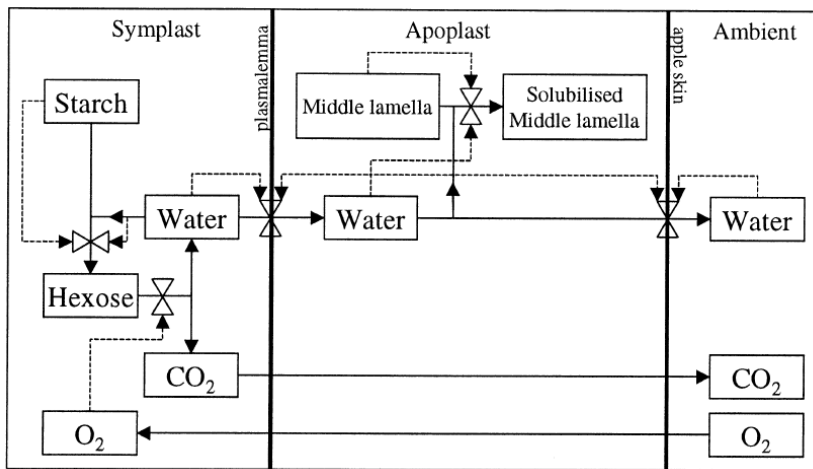 Symplast
Apoplast
Ambient
plasmalemma
apple skin
Starch
Middle lamella
Solubilised
Middle lamella
Water
Water
Water
Hexose
CO₂
CO₂
O₂
O₂